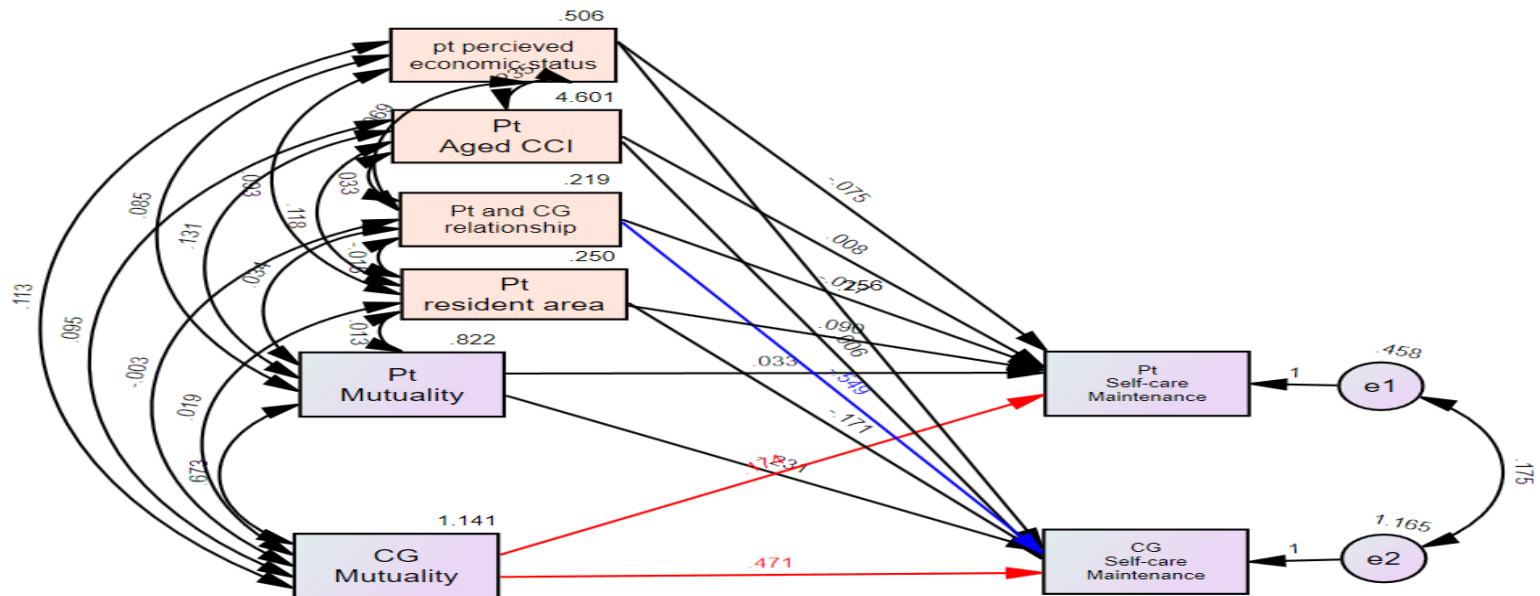 .506
pt percieved
economic status
4.601
Pt
Aged CCI
.219
Pt and CG
relationship
.250
Pt
resident area
.822
Pt
Mutuality
1.141
CG
Mutuality
.113
.085
.095
.131
.033
.118
.034
-.003
.019
.013
.673
-.075
.008
.256
.090
.006
.033
-.549
-.171
.471
Pt
Self-care
Maintenance
CG
Self-care
Maintenance
1
.458
e1
1
1.165
e2
.175